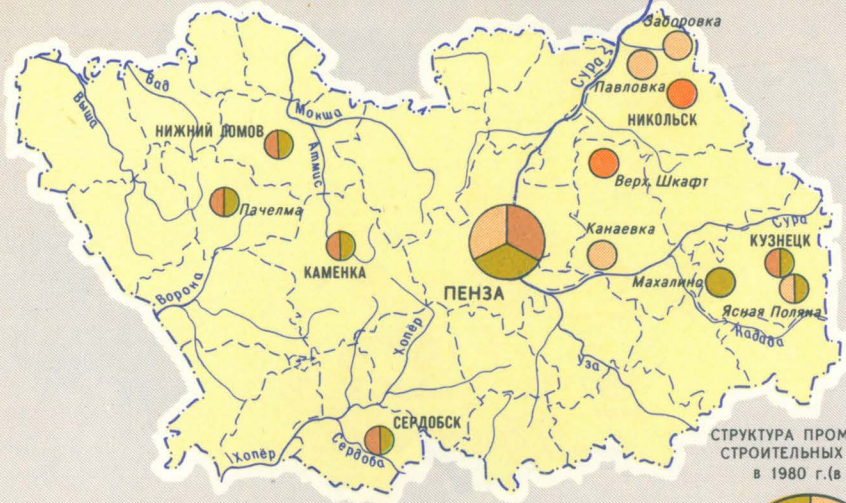 Заборовка
Сура
Павловка
НИКОЛЬСК
Выша
Вад
Мокша
НИЖНИЙ ЛОМОВ
Атмис
Верх. Шкафт
Пачелма
Канаевка
Сура
КУЗНЕЦК
КАМЕНКА
ПЕНЗА
Махалино
Ясная Поляна
Ворона
Кадада
Хопёр
Уза
СЕРДОБСК
Сердоба
Хопёр
СТРУКТУРА ПРОМ
СТРОИТЕЛЬНЫХ
в 1980 г.(в